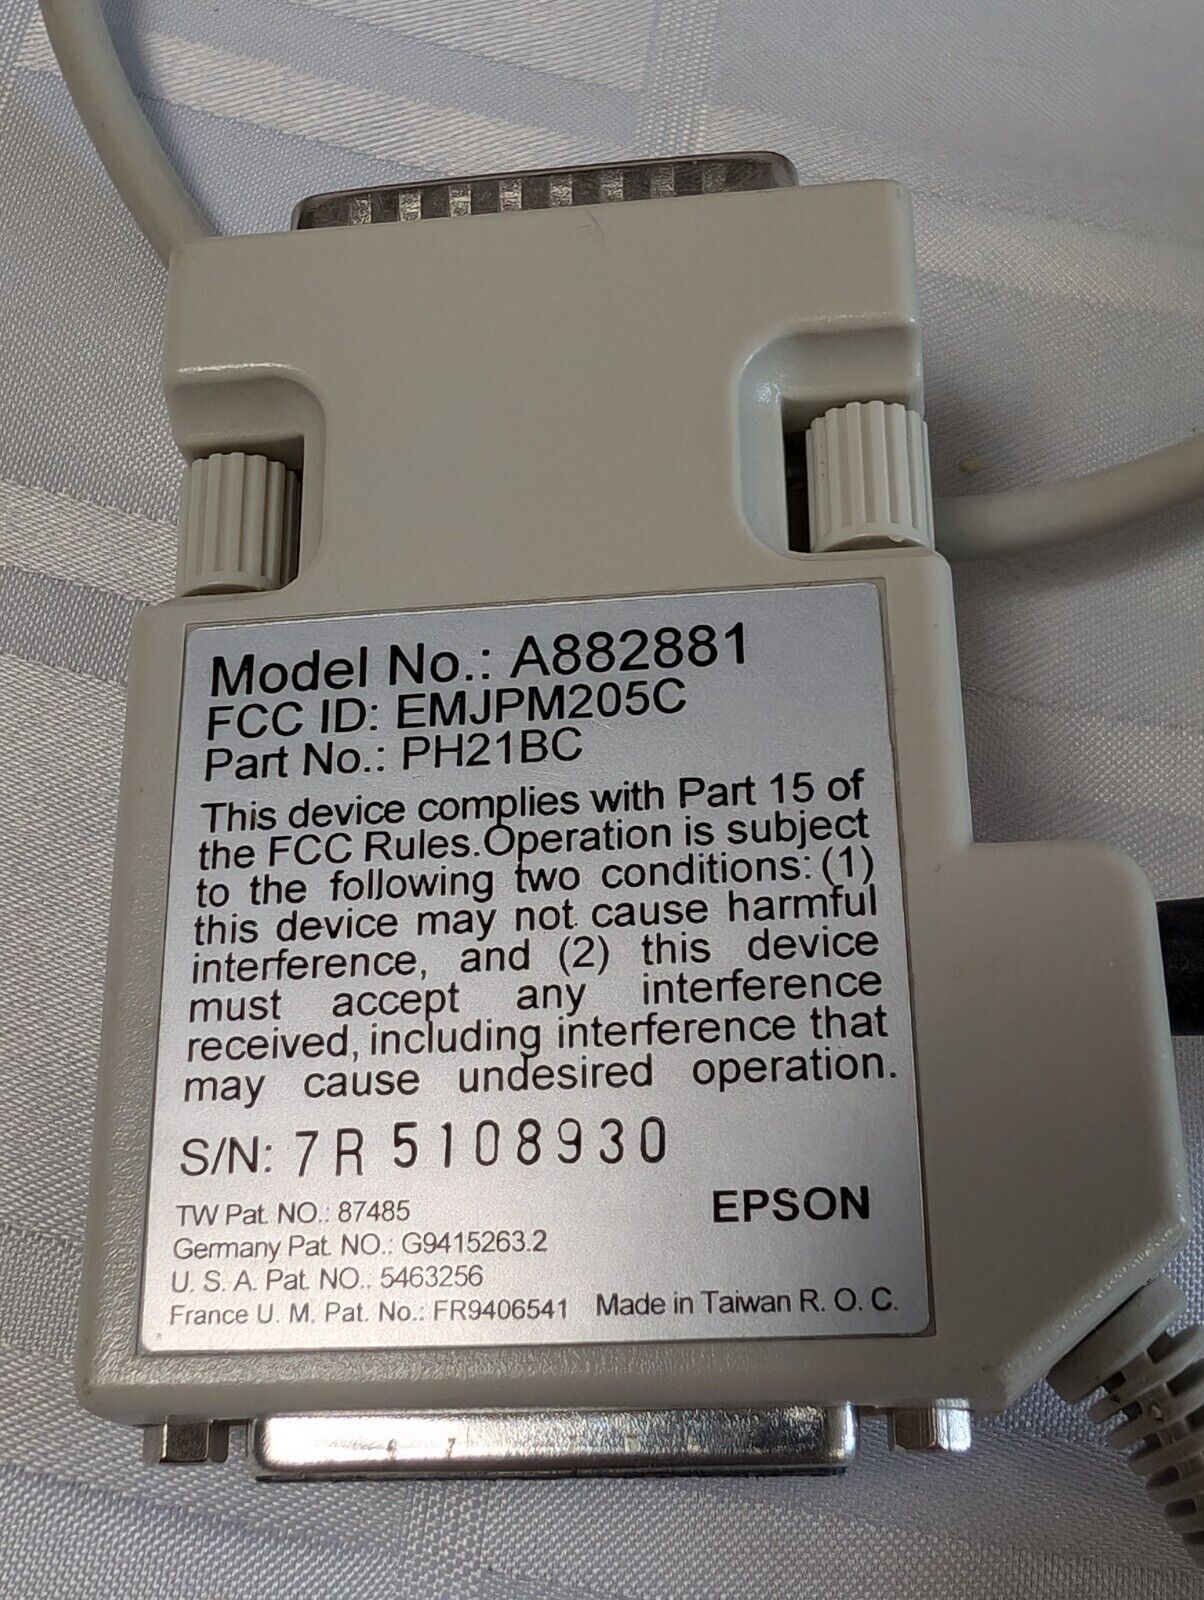 Model No.: A882881
FCC ID: EMJPM205C
Part No.: PH21BC
This device complies with Part 15 of
the FCC Rules.Operation is subject
to the following two conditions: (1)
this device may not cause harmful
interference, and (2) this device
must accept any interference
received, including interference that
may cause undesired operation.
S/N: 7R 5108930
EPSON
TW Pat. NO.: 87485
Germany Pat. NO.: G9415263.2
U. S. A. Pat. NO.. 5463256
France U. M. Pat. No.: FR9406541 Made in Taiwan R. O. C.